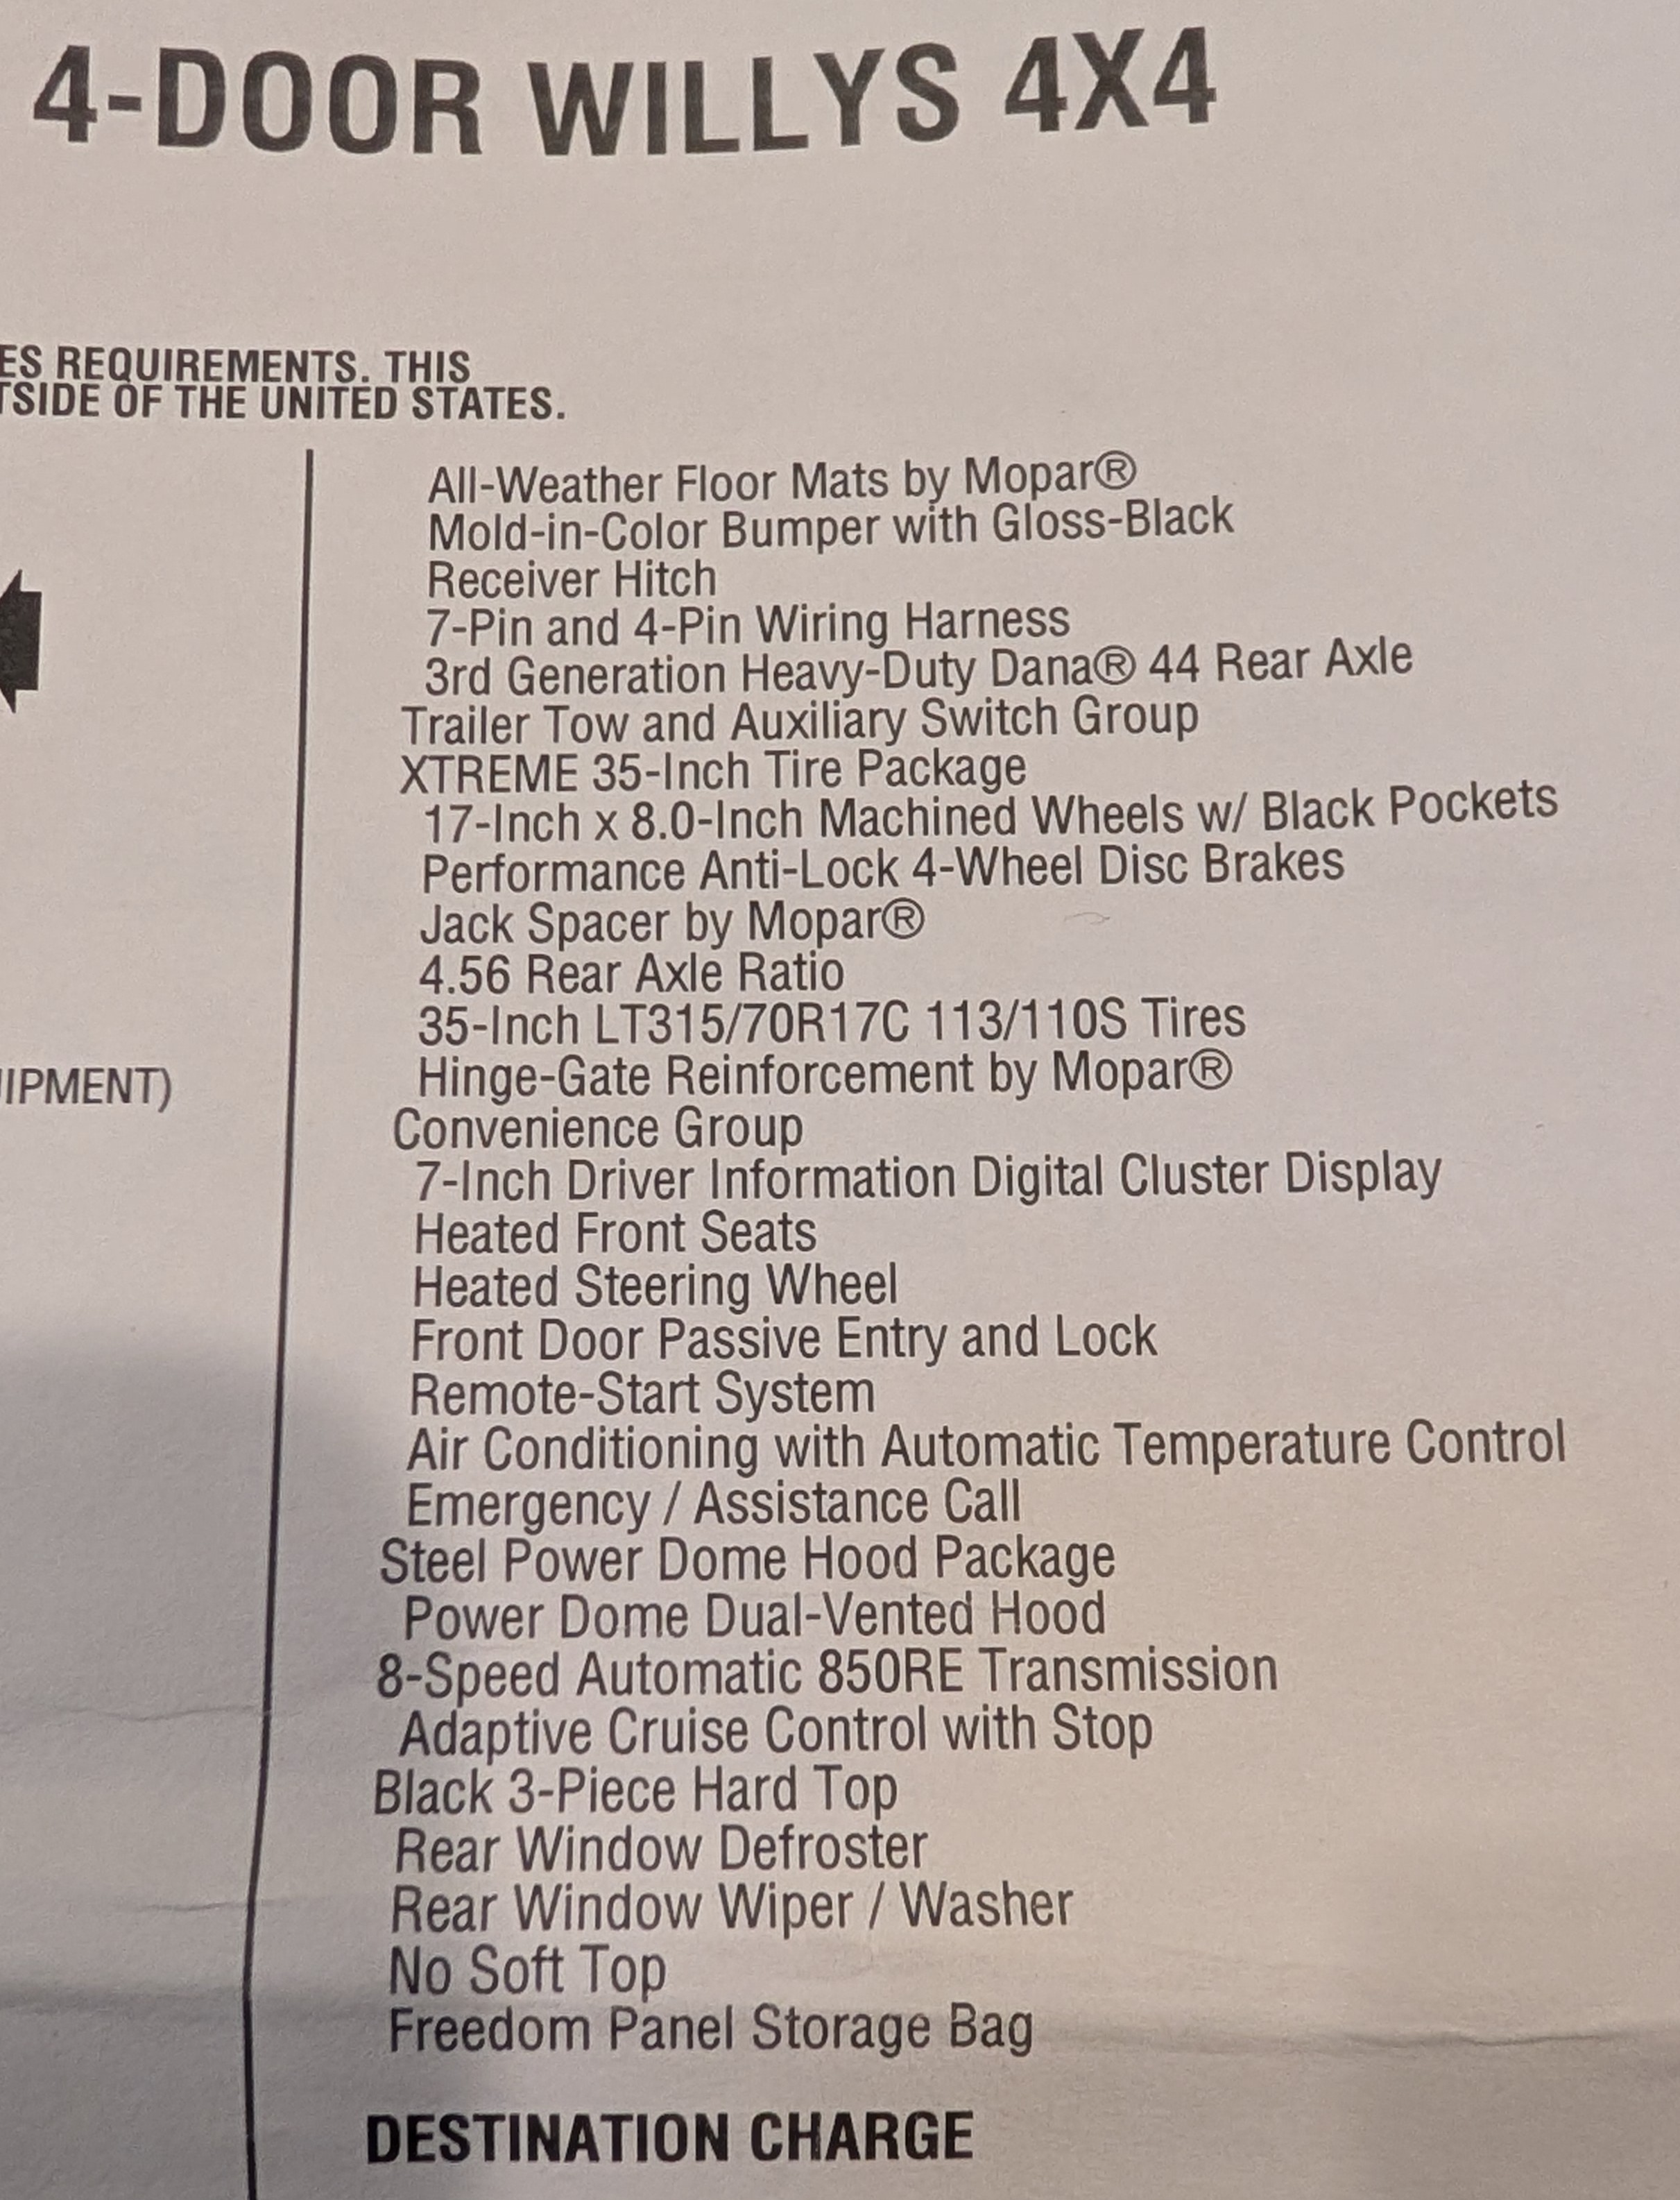 4-DOOR WILLYS 4X4
ES REQUIREMENTS. THIS
TSIDE OF THE UNITED STATES.
All-Weather Floor Mats by Mopar®
Mold-in-Color Bumper with Gloss-Black
Receiver Hitch
7-Pin and 4-Pin Wiring Harness
3rd Generation Heavy-Duty Dana® 44 Rear Axle
Trailer Tow and Auxiliary Switch Group
XTREME 35-Inch Tire Package
17-Inch x 8.0-Inch Machined Wheels w/ Black Pockets
Performance Anti-Lock 4-Wheel Disc Brakes
Jack Spacer by Mopar®
4.56 Rear Axle Ratio
35-Inch LT315/70R17C 113/110S Tires
Hinge-Gate Reinforcement by Mopar®
IPMENT)
Convenience Group
7-Inch Driver Information Digital Cluster Display
Heated Front Seats
Heated Steering Wheel
Front Door Passive Entry and Lock
Remote-Start System
Air Conditioning with Automatic Temperature Control
Emergency / Assistance Call
Steel Power Dome Hood Package
Power Dome Dual-Vented Hood
8-Speed Automatic 850RE Transmission
Adaptive Cruise Control with Stop
Black 3-Piece Hard Top
Rear Window Defroster
Rear Window Wiper / Washer
No Soft Top
Freedom Panel Storage Bag
DESTINATION CHARGE